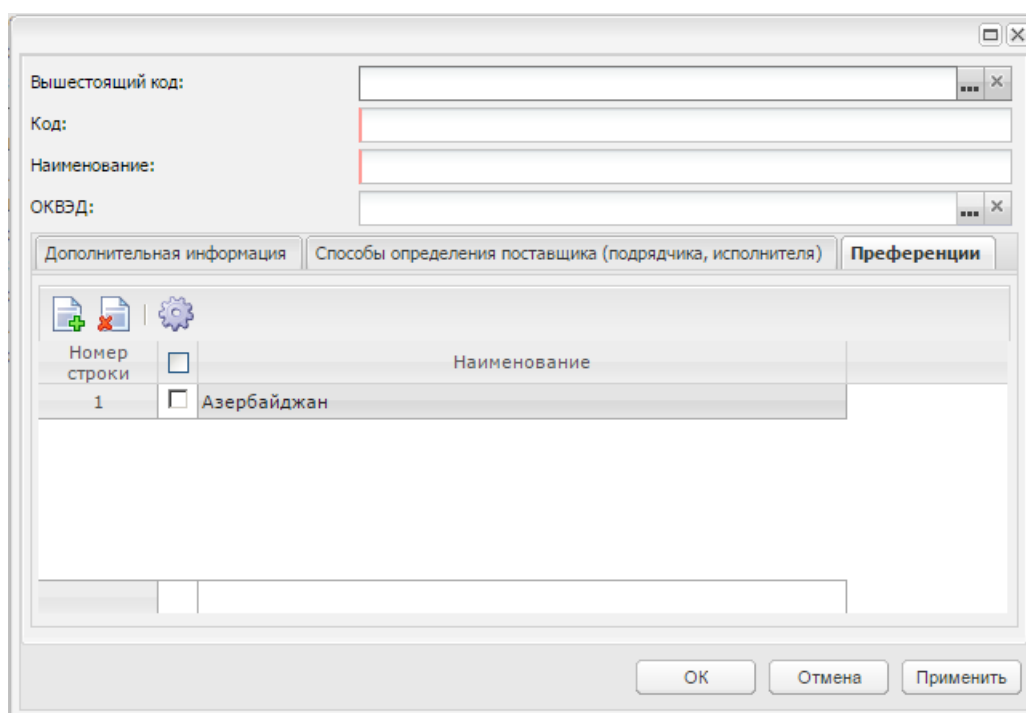 Вышестоящий код:
Код:
Наименование:
ОКВЭД:
Дополнительная информация Способы определения поставщика (подрядчика, исполнителя) Преференции
Номер строки Наименование
1 Азербайджан
ОК Отмена Применить